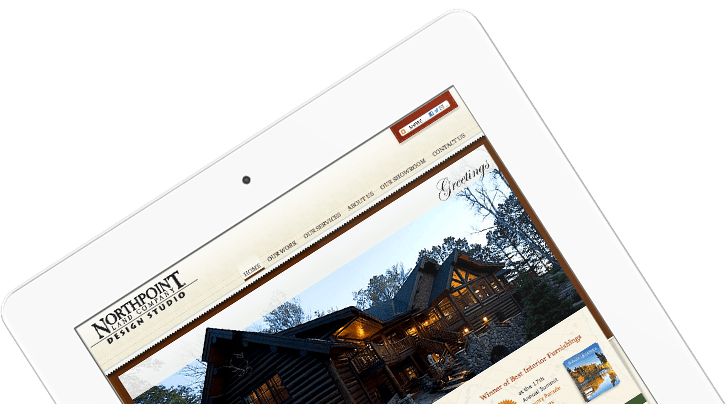 NORTHPOINT
LAND COMPANY
DESIGN STUDIO
HOME OUR WORK OUR SERVICES ABOUT US OUR SHOWROOM CONTACT US
Greetings
Winner of Best Interior Furnishings
at the 17th
Annual Summit
Parade